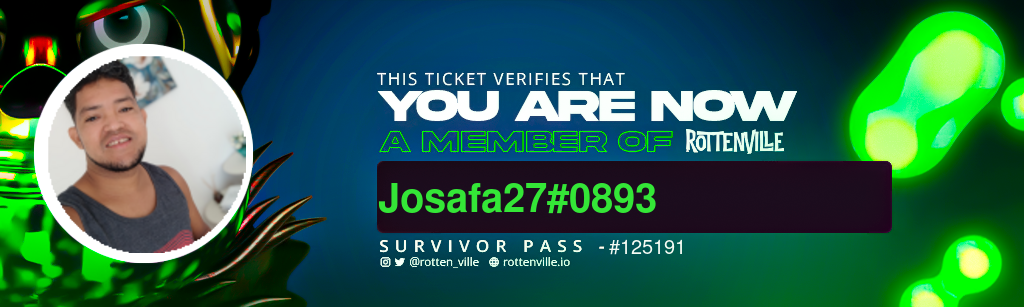 THIS TICKET VERIFIES THAT
YOU ARE NOW
A MEMBER OF ROTTENVILLE
Josafa27#0893
SURVIVOR PASS - #125191
@rotten_ville rottenville.io